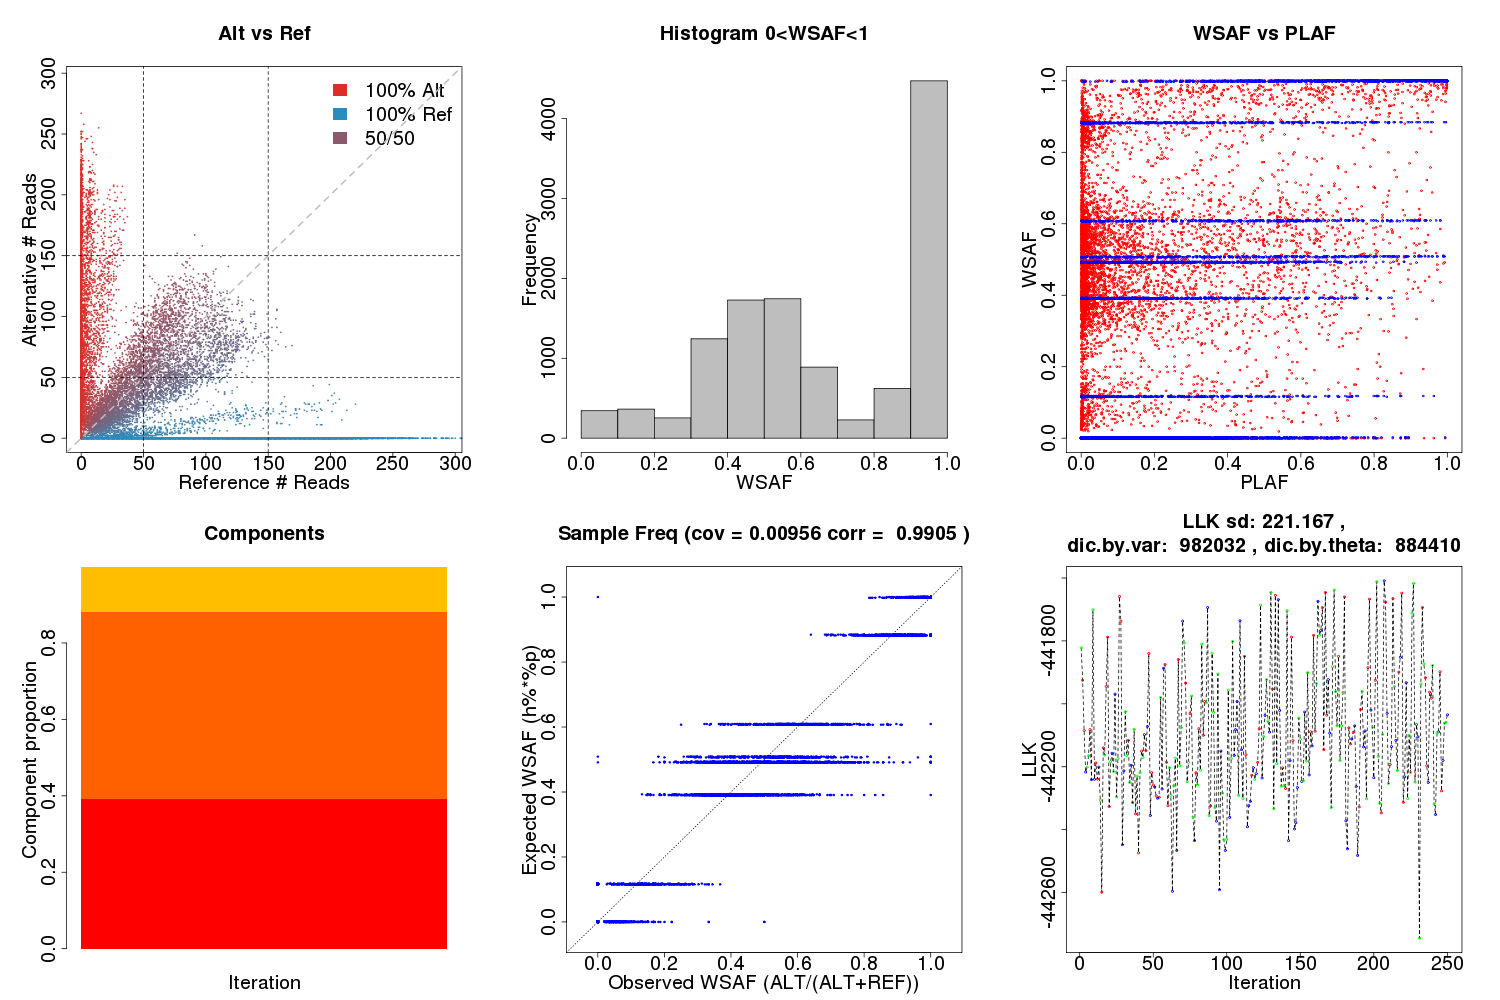 Alt vs Ref
300
250
200
150
100
50
0
Alternative # Reads
100% Alt
100% Ref
50/50
0 50 100 150 200 250 300
Reference # Reads
Histogram 0<WSAF<1
4000
3000
2000
1000
0
Frequency
0.0 0.2 0.4 0.6 0.8 1.0
WSAF
WSAF vs PLAF
1.0
0.8
0.6
0.4
0.2
0.0
WSAF
0.0 0.2 0.4 0.6 0.8 1.0
PLAF
Components
0.8
0.6
0.4
0.2
0.0
Component proportion
Iteration
Sample Freq (cov = 0.00956 corr = 0.9905 )
1.0
0.8
0.6
0.4
0.2
0.0
Expected WSAF (h%*%p)
0.0 0.2 0.4 0.6 0.8 1.0
Observed WSAF (ALT/(ALT+REF))
LLK sd: 221.167 ,
dic.by.var: 982032 , dic.by.theta: 884410
-441800
-442200
-442600
LLK
0 50 100 150 200 250
Iteration